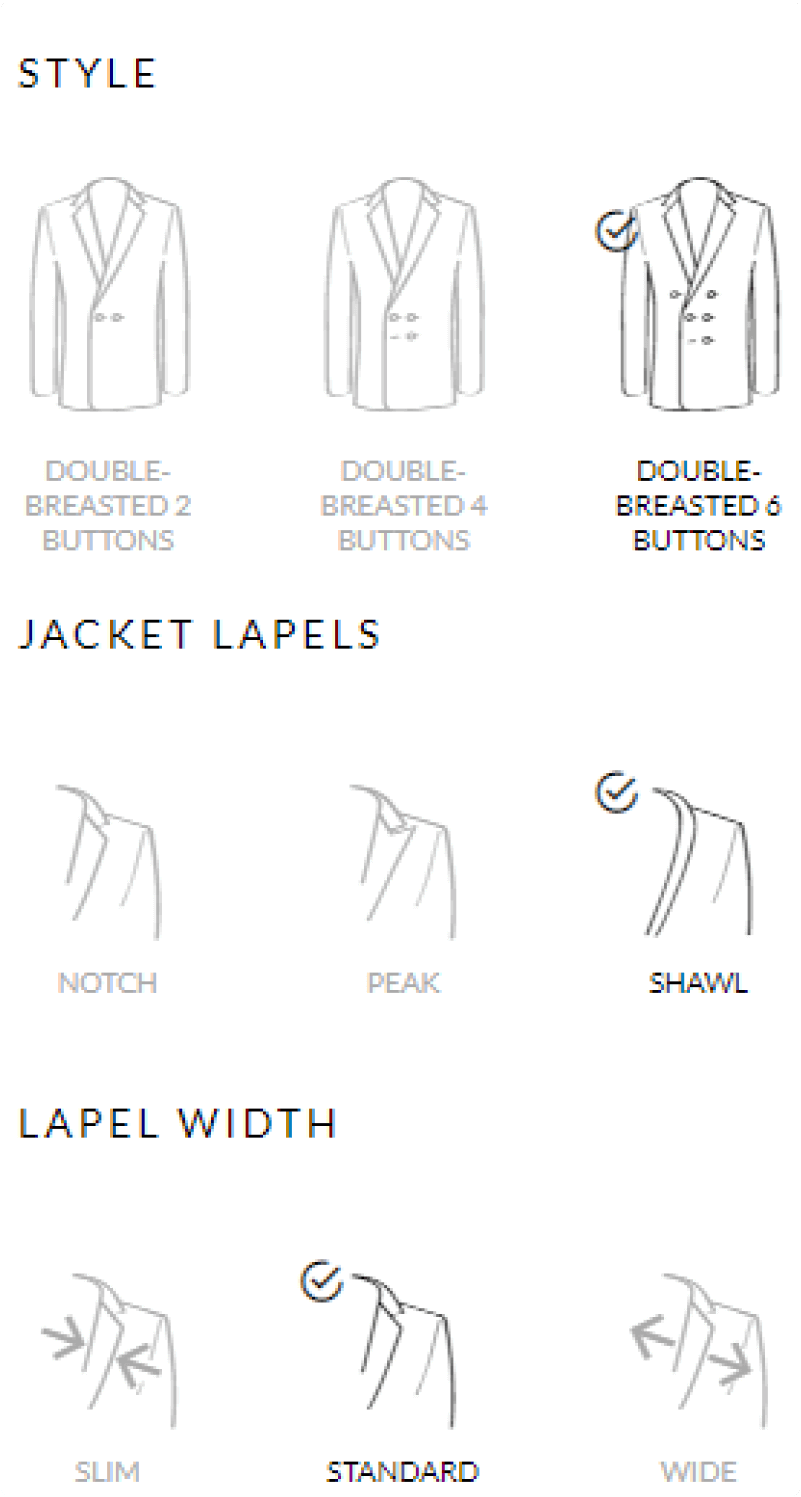 STYLE
DOUBLE-
BREASTED 2
BUTTONS
DOUBLE-
BREASTED 4
BUTTONS
DOUBLE-
BREASTED 6
BUTTONS
JACKET LAPELS
NOTCH
PEAK
SHAWL
LAPEL WIDTH
SLIM
STANDARD
WIDE